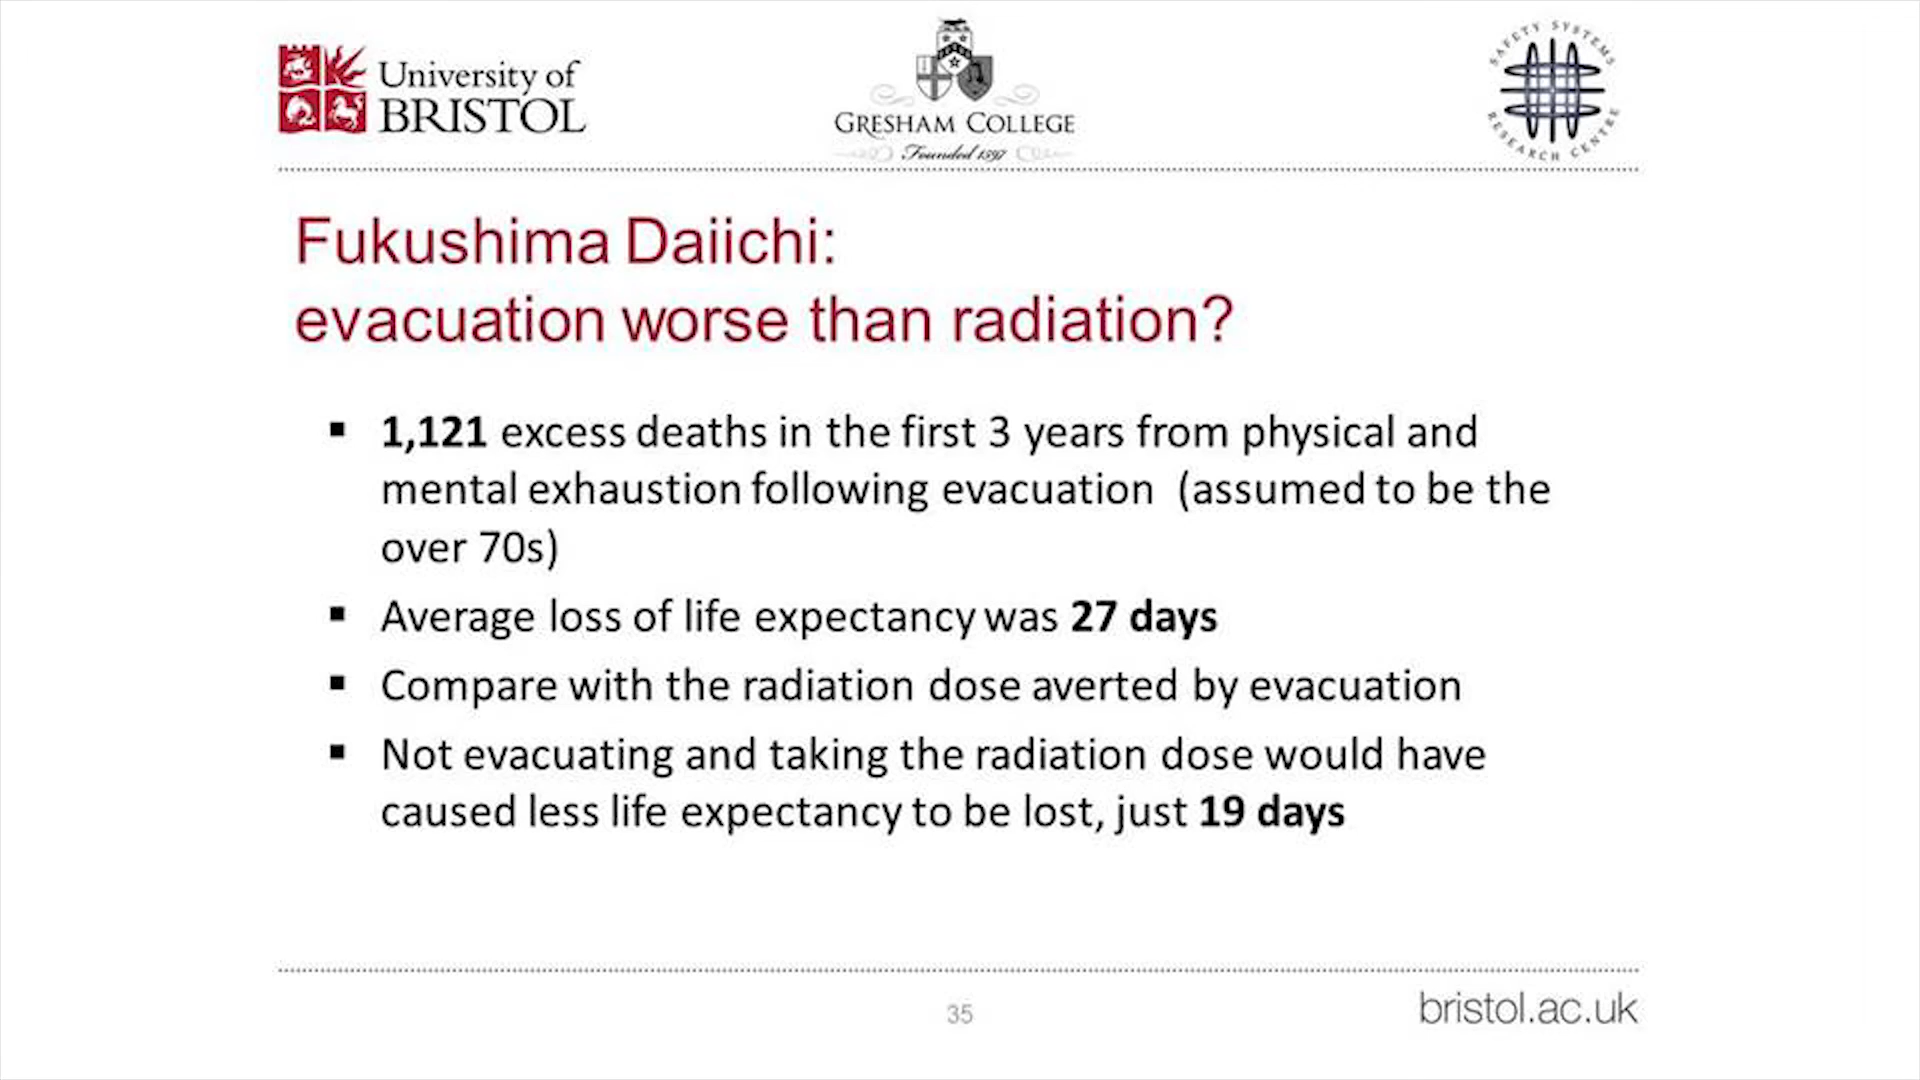 University of
BRISTOL
GRESHAM COLLEGE
Founded 1597
SAFETY SYSTEMS
RESEARCH CENTRE
Fukushima Daiichi:
evacuation worse than radiation?
▪ 1,121 excess deaths in the first 3 years from physical and
mental exhaustion following evacuation (assumed to be the
over 70s)
▪ Average loss of life expectancy was 27 days
▪ Compare with the radiation dose averted by evacuation
▪ Not evacuating and taking the radiation dose would have
caused less life expectancy to be lost, just 19 days
35
bristol.ac.uk